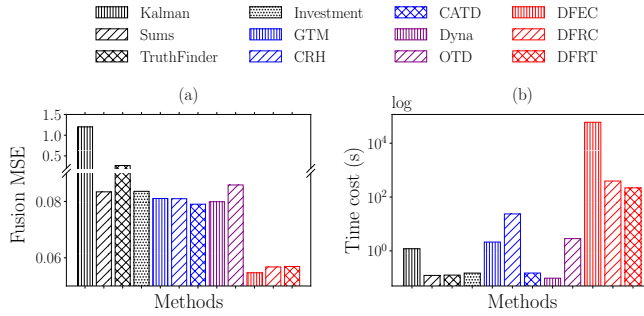 Kalman Investment CATD DFEC
Sums GTM Dyna DFRC
TruthFinder CRH OTD DFRT
(a)
1.5
1.0
0.5
0.08
0.06
Fusion MSE
Methods
(b)
log
10^4
10^2
10^0
Time cost (s)
Methods